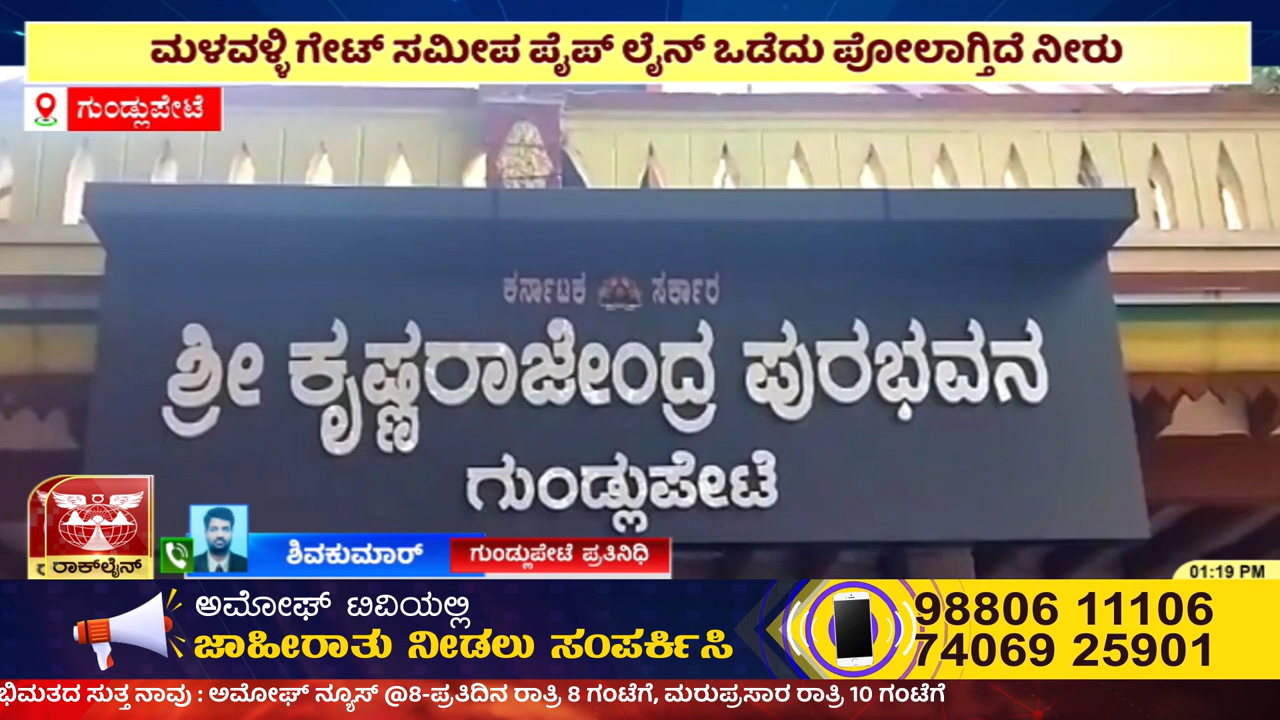 ಮಳವಳ್ಳಿ ಗೇಟ್ ಸಮೀಪ ಪೈಪ್ ಲೈನ್ ಒಡೆದು ಪೋಲಾಗ್ತಿದೆ ನೀರು
ಗುಂಡ್ಲುಪೇಟೆ
ಕರ್ನಾಟಕ ಸರ್ಕಾರ
ಶ್ರೀ ಕೃಷ್ಣರಾಜೇಂದ್ರ ಪುರಭವನ
ಗುಂಡ್ಲುಪೇಟೆ
ರಾಕ್‌ಲೈನ್
ಶಿವಕುಮಾರ್ ಗುಂಡ್ಲುಪೇಟೆ ಪ್ರತಿನಿಧಿ
01:19 PM
ಅಮೋಘ್ ಟಿವಿಯಲ್ಲಿ
ಜಾಹೀರಾತು ನೀಡಲು ಸಂಪರ್ಕಿಸಿ
98806 11106
74069 25901
ಭಿಮತದ ಸುತ್ತ ನಾವು : ಅಮೋಘ್ ನ್ಯೂಸ್ @8-ಪ್ರತಿದಿನ ರಾತ್ರಿ 8 ಗಂಟೆಗೆ, ಮರುಪ್ರಸಾರ ರಾತ್ರಿ 10 ಗಂಟೆಗೆ